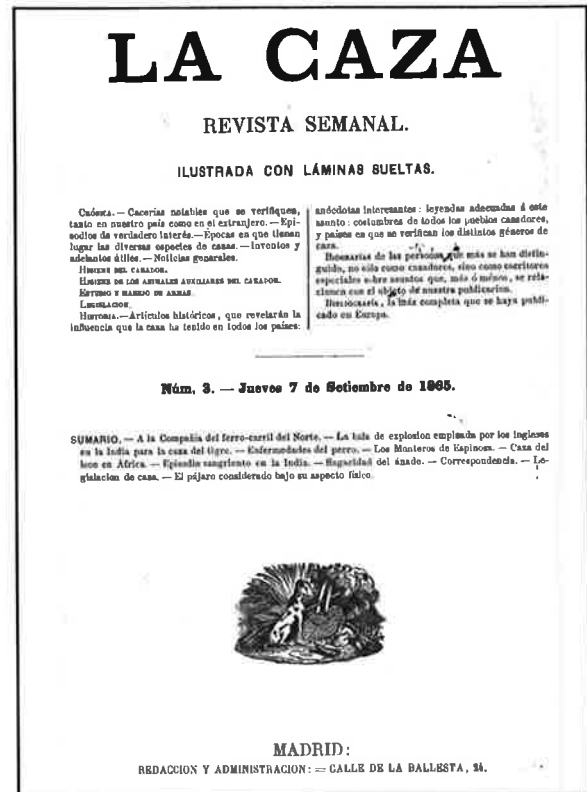 LA CAZA
REVISTA SEMANAL.
ILUSTRADA CON LÁMINAS SUELTAS.
CRÓNICA.—Cacerías notables que se verifiquen,
tanto en nuestro país como en el extranjero.—Epi-
sodios de verdadero interés.—Epocas en que tienen
lugar las diversas especies de cazas.—Inventos y
adelantos útiles.—Noticias generales.
HIGIENE DEL CAZADOR.
HIGIENE DE LOS ANIMALES AUXILIARES DEL CAZADOR.
ESTUDIO Y MANEJO DE ARMAS.
LEGISLACION.
HISTORIA.—Artículos históricos, que revelarán la
influencia que la caza ha tenido en todos los países:
anécdotas interesantes: leyendas adecuadas á este
asunto: costumbres de todos los pueblos cazadores,
y países en que se verifican los distintos géneros de
caza.
BIOGRAFÍAS de las personas que más se han distin-
guido, no sólo como cazadores, sino como escritores
especiales sobre asuntos que, más ó ménos, se rela-
cionen con el objeto de nuestra publicacion.
BIBLIOGRAFÍA, la más completa que se haya publi-
cado en Europa.
Núm. 3. — Jueves 7 de Setiembre de 1865.
SUMARIO.—A la Compañía del ferro-carril del Norte.—La bala de explosion empleada por los ingleses
en la India para la caza del tigre.—Enfermedades del perro.—Los Monteros de Espinosa.—Caza del
leon en África.—Episodio sangriento en la India.—Sagacidad del ánade.—Correspondencia.—Le-
gislacion de caza.—El pájaro considerado bajo su aspecto físico.
MADRID:
REDACCION Y ADMINISTRACION: = CALLE DE LA BALLESTA, 24.